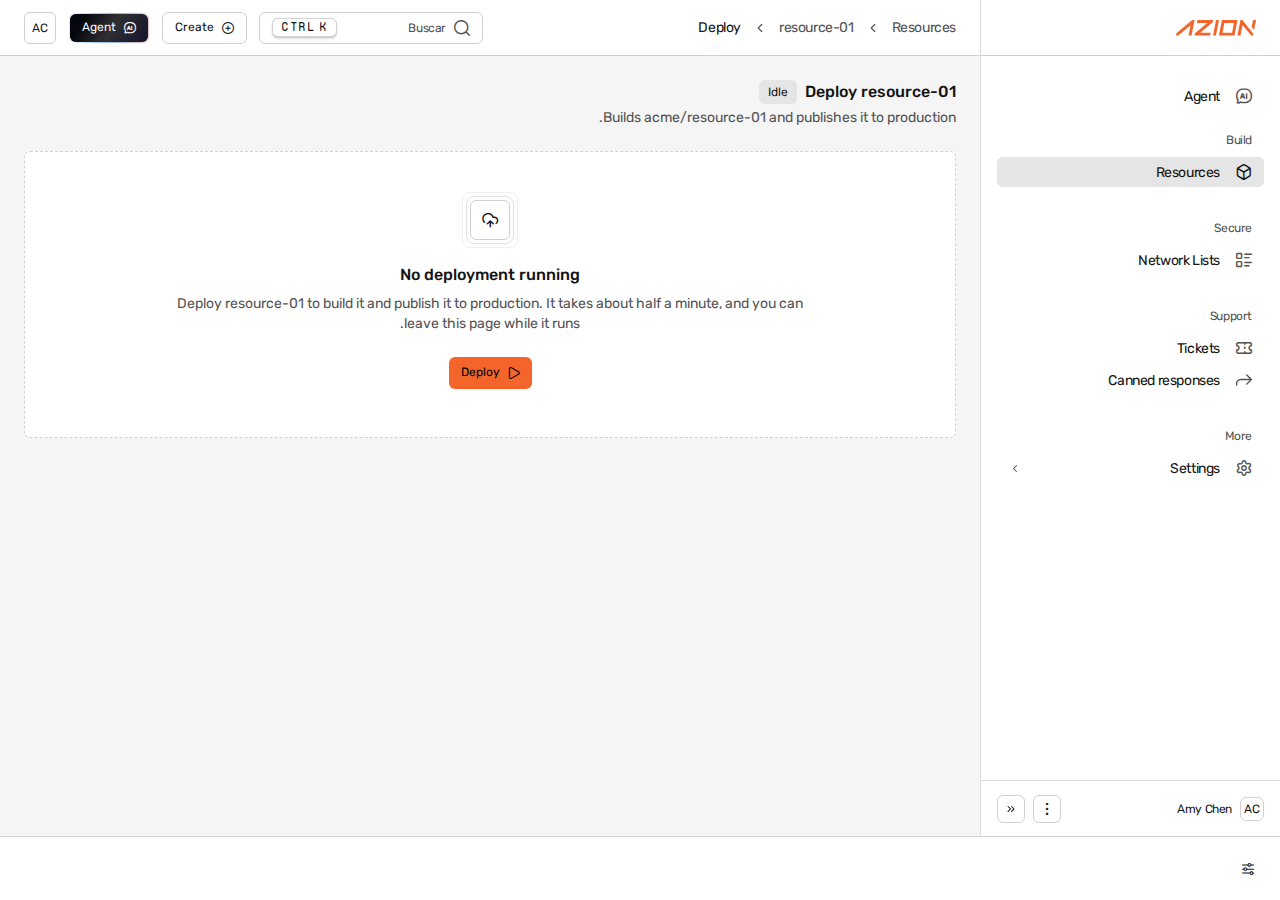 AZION
Resources
resource-01
Deploy
Buscar
CTRL K
Create
Agent
AC
Agent
Build
Resources
Secure
Network Lists
Support
Tickets
Canned responses
More
Settings
AC
Amy Chen
Deploy resource-01
Idle
.Builds acme/resource-01 and publishes it to production
No deployment running
Deploy resource-01 to build it and publish it to production. It takes about half a minute, and you can
.leave this page while it runs
Deploy